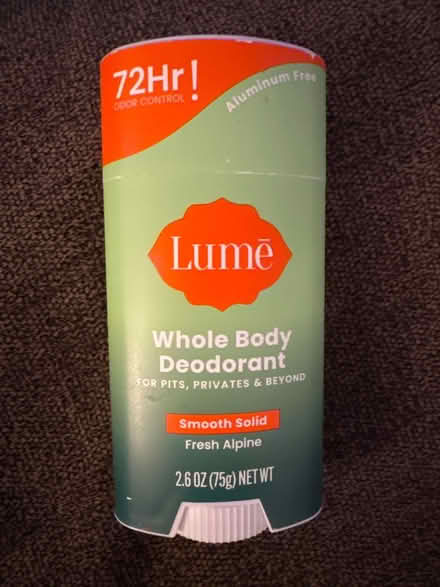 72Hr!
ODOR CONTROL
Aluminum Free
Lumē
Whole Body
Deodorant
FOR PITS, PRIVATES & BEYOND
Smooth Solid
Fresh Alpine
2.6 OZ (75g) NET WT